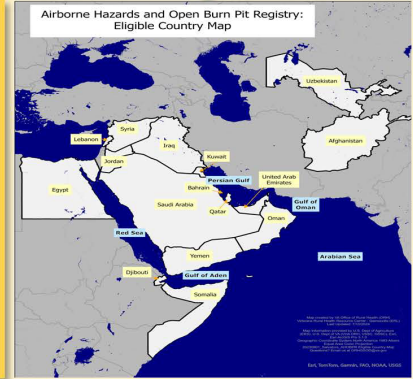 Airborne Hazards and Open Burn Pit Registry:
Eligible Country Map
Uzbekistan
Syria
Lebanon
Iraq
Afghanistan
Jordan
Kuwait
Persian Gulf
Bahrain
United Arab
Emirates
Egypt
Saudi Arabia
Qatar
Gulf of
Oman
Oman
Red Sea
Arabian Sea
Yemen
Djibouti
Gulf of Aden
Somalia
Esri, TomTom, Garmin, FAO, NOAA, USGS